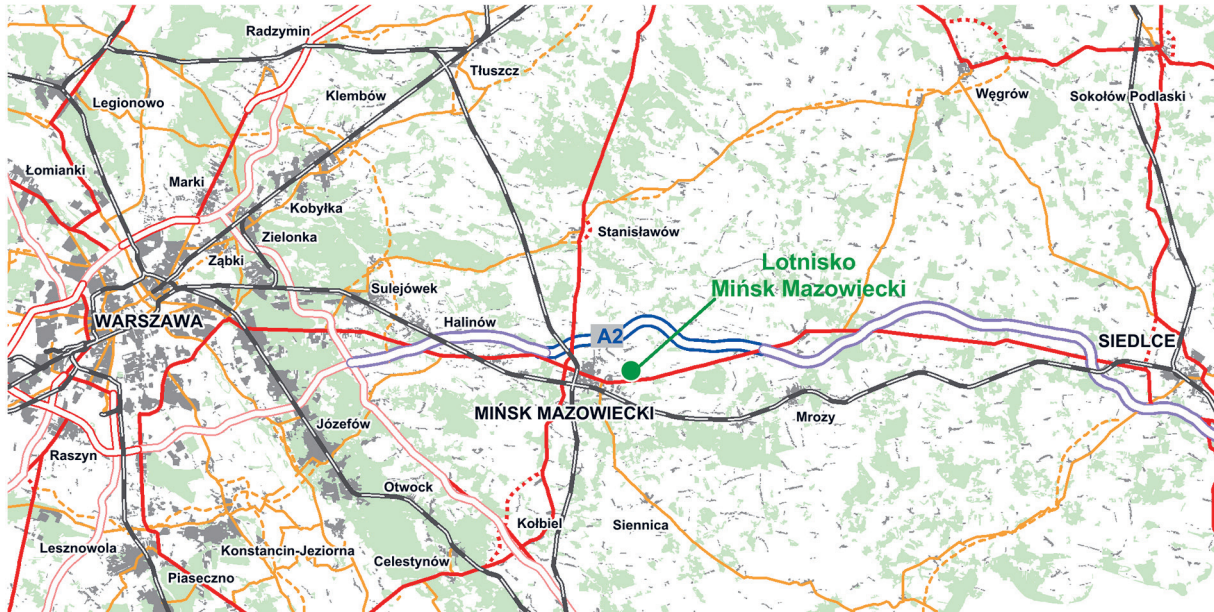 Radzymin
Tłuszcz
Legionowo
Klembów
Węgrów
Sokołów Podlaski
Łomianki
Marki
Kobyłka
Zielonka
Stanisławów
Ząbki
Lotnisko
Mińsk Mazowiecki
Sulejówek
WARSZAWA
Halinów
A2
SIEDLCE
MIŃSK MAZOWIECKI
Mrozy
Józefów
Raszyn
Otwock
Kołbiel
Siennica
Lesznowola
Konstancin-Jeziorna
Celestynów
Piaseczno